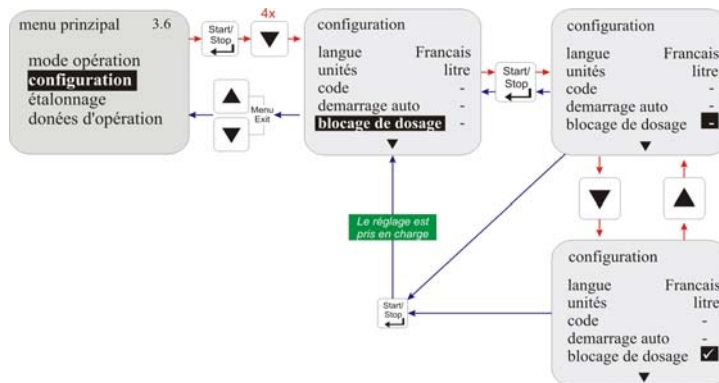 menu prinzipal 3.6
mode opération
configuration
étalonnage
donées d'opération
Start/
Stop
4x
Menu
Exit
configuration
langue Francais
unités litre
code -
demarrage auto -
blocage de dosage -
Start/
Stop
configuration
langue Francais
unités litre
code -
demarrage auto -
blocage de dosage -
Le réglage est
pris en charge
Start/
Stop
configuration
langue Francais
unités litre
code -
demarrage auto -
blocage de dosage ✓